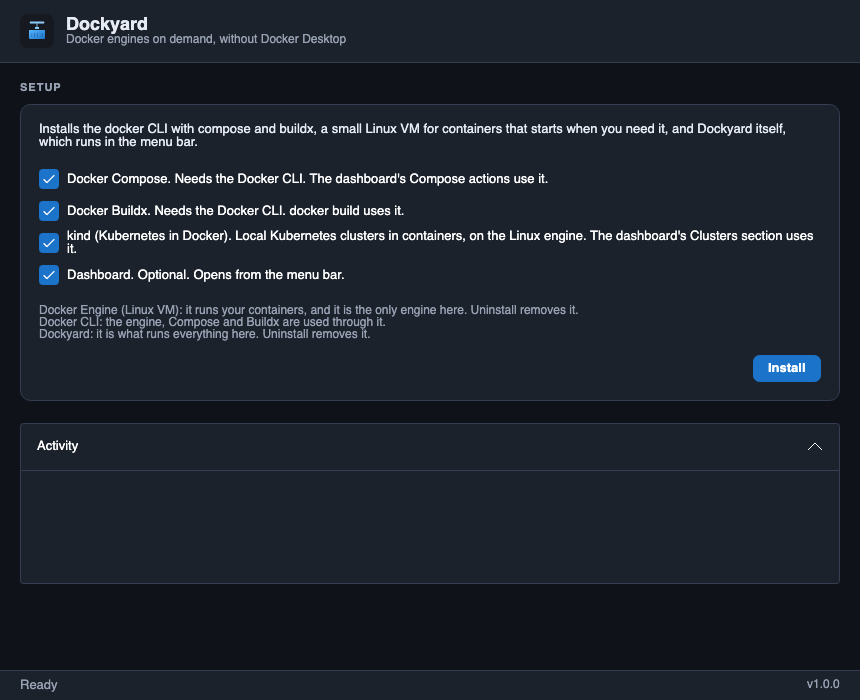 Dockyard
Docker engines on demand, without Docker Desktop
SETUP
Installs the docker CLI with compose and buildx, a small Linux VM for containers that starts when you need it, and Dockyard itself,
which runs in the menu bar.
Docker Compose. Needs the Docker CLI. The dashboard's Compose actions use it.
Docker Buildx. Needs the Docker CLI. docker build uses it.
kind (Kubernetes in Docker). Local Kubernetes clusters in containers, on the Linux engine. The dashboard's Clusters section uses
it.
Dashboard. Optional. Opens from the menu bar.
Docker Engine (Linux VM): it runs your containers, and it is the only engine here. Uninstall removes it.
Docker CLI: the engine, Compose and Buildx are used through it.
Dockyard: it is what runs everything here. Uninstall removes it.
Install
Activity
Ready
v1.0.0